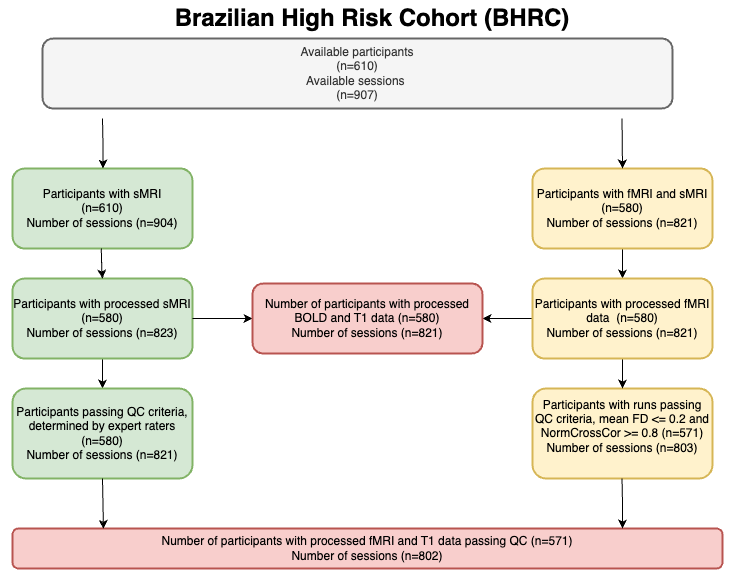 Brazilian High Risk Cohort (BHRC)
Available participants
(n=610)
Available sessions
(n=907)
Participants with sMRI
(n=610)
Number of sessions (n=904)
Participants with fMRI and sMRI
(n=580)
Number of sessions (n=821)
Participants with processed sMRI
(n=580)
Number of sessions (n=823)
Number of participants with processed
BOLD and T1 data (n=580)
Number of sessions (n=821)
Participants with processed fMRI
data (n=580)
Number of sessions (n=821)
Participants passing QC criteria,
determined by expert raters
(n=580)
Number of sessions (n=821)
Participants with runs passing
QC criteria, mean FD <= 0.2 and
NormCrossCor >= 0.8 (n=571)
Number of sessions (n=803)
Number of participants with processed fMRI and T1 data passing QC (n=571)
Number of sessions (n=802)